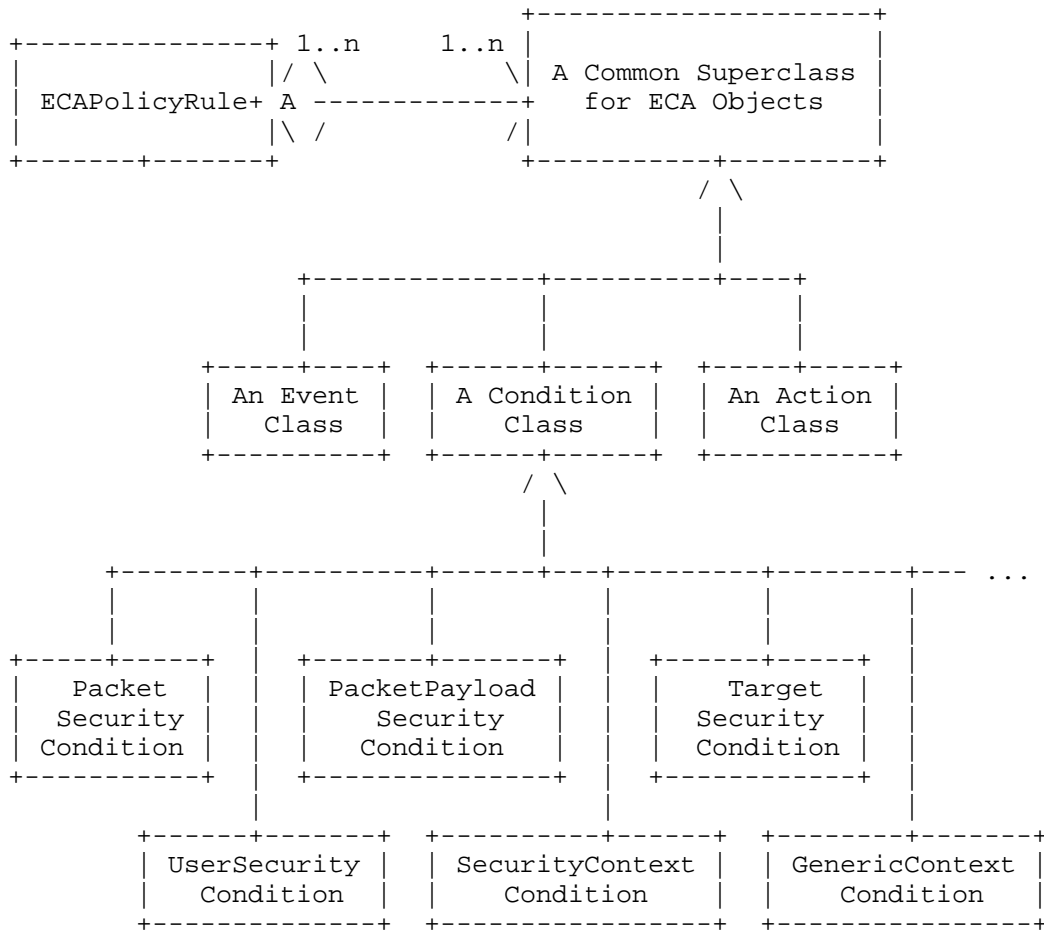 1..n 1..n
A Common Superclass
ECAPolicyRule A for ECA Objects
An Event A Condition An Action
Class Class Class
...
Packet PacketPayload Target
Security Security Security
Condition Condition Condition
UserSecurity SecurityContext GenericContext
Condition Condition Condition